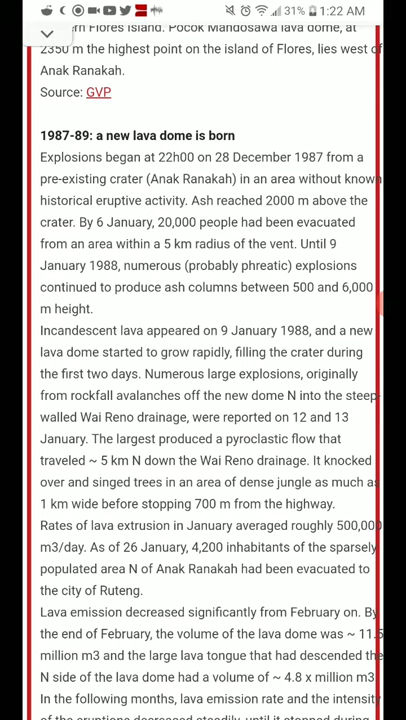 31% 1:22 AM
rn Flores Island. Pocok Mandosawa lava dome, at
2350 m the highest point on the island of Flores, lies west of
Anak Ranakah.
Source: GVP
1987-89: a new lava dome is born
Explosions began at 22h00 on 28 December 1987 from a
pre-existing crater (Anak Ranakah) in an area without known
historical eruptive activity. Ash reached 2000 m above the
crater. By 6 January, 20,000 people had been evacuated
from an area within a 5 km radius of the vent. Until 9
January 1988, numerous (probably phreatic) explosions
continued to produce ash columns between 500 and 6,000
m height.
Incandescent lava appeared on 9 January 1988, and a new
lava dome started to grow rapidly, filling the crater during
the first two days. Numerous large explosions, originally
from rockfall avalanches off the new dome N into the steep-
walled Wai Reno drainage, were reported on 12 and 13
January. The largest produced a pyroclastic flow that
traveled ~ 5 km N down the Wai Reno drainage. It knocked
over and singed trees in an area of dense jungle as much as
1 km wide before stopping 700 m from the highway.
Rates of lava extrusion in January averaged roughly 500,000
m3/day. As of 26 January, 4,200 inhabitants of the sparsely
populated area N of Anak Ranakah had been evacuated to
the city of Ruteng.
Lava emission decreased significantly from February on. By
the end of February, the volume of the lava dome was ~ 11.5
million m3 and the large lava tongue that had descended the
N side of the lava dome had a volume of ~ 4.8 x million m3
In the following months, lava emission rate and the intensity
of the eruptions decreased steadily, until it stopped during